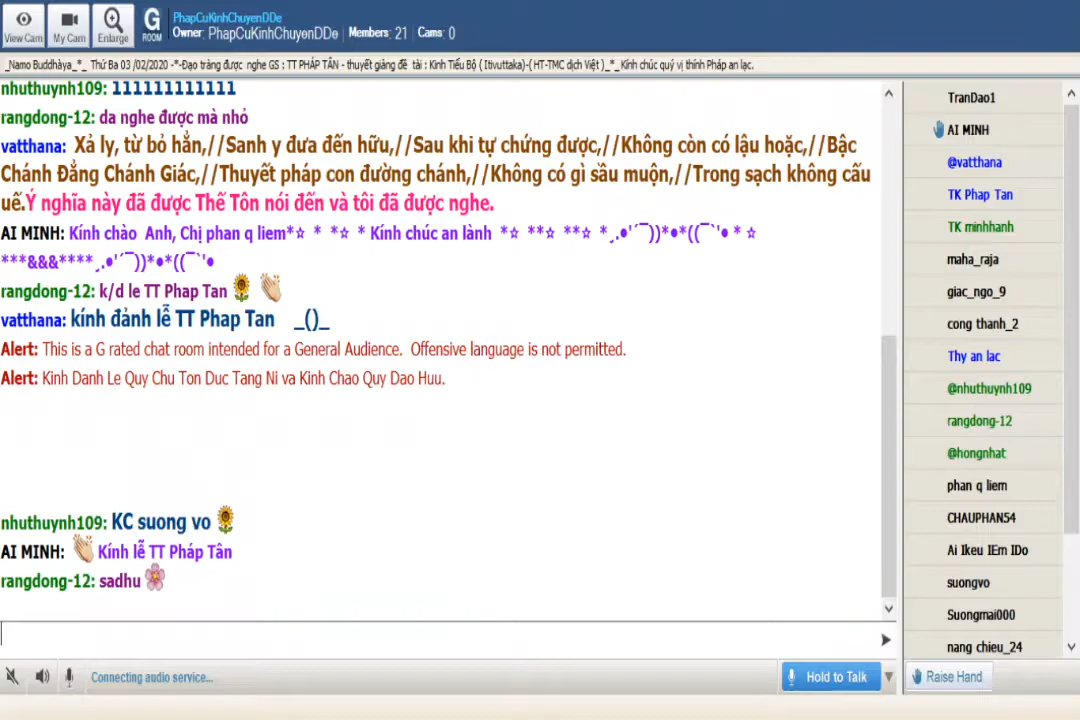 View Cam
My Cam
Enlarge
G
ROOM
PhapCuKinhChuyenDDe
Owner: PhapCuKinhChuyenDDe
Members: 21
Cams: 0
_Namo Buddhàya_*_ Thứ Ba 03 /02/2020 -*-Đạo tràng được nghe GS : TT PHÁP TÂN - thuyết giảng đề tài : Kinh Tiểu Bộ ( Itivuttaka)-( HT-TMC dịch Việt )_*_Kính chúc quý vị thính Pháp an lạc.
nhuthuynh109: 111111111111
rangdong-12: da nghe được mà nhỏ
vatthana: Xả ly, từ bỏ hẳn,//Sanh y đưa đến hữu,//Sau khi tự chứng được,//Không còn có lậu hoặc,//Bậc
Chánh Đẳng Chánh Giác,//Thuyết pháp con đường chánh,//Không có gì sầu muộn,//Trong sạch không cấu
uế.Ý nghĩa này đã được Thế Tôn nói đến và tôi đã được nghe.
AI MINH: Kính chào Anh, Chị phan q liem*☆ * *☆ * Kính chúc an lành *☆ **☆ **☆ *¸.•'´¯))*•*((¯`'• * ☆
***&&&****¸.•'´¯))*•*((¯`'•
rangdong-12: k/d le TT Phap Tan
vatthana: kính đảnh lễ TT Phap Tan _()_
Alert: This is a G rated chat room intended for a General Audience. Offensive language is not permitted.
Alert: Kinh Danh Le Quy Chu Ton Duc Tang Ni va Kinh Chao Quy Dao Huu.
nhuthuynh109: KC suong vo
AI MINH: Kính lễ TT Pháp Tân
rangdong-12: sadhu
Connecting audio service...
Hold to Talk
TranDao1
AI MINH
@vatthana
TK Phap Tan
TK minhhanh
maha_raja
giac_ngo_9
cong thanh_2
Thy an lac
@nhuthuynh109
rangdong-12
@hongnhat
phan q liem
CHAUPHAN54
Ai Ikeu IEm IDo
suongvo
Suongmai000
nang chieu_24
Raise Hand